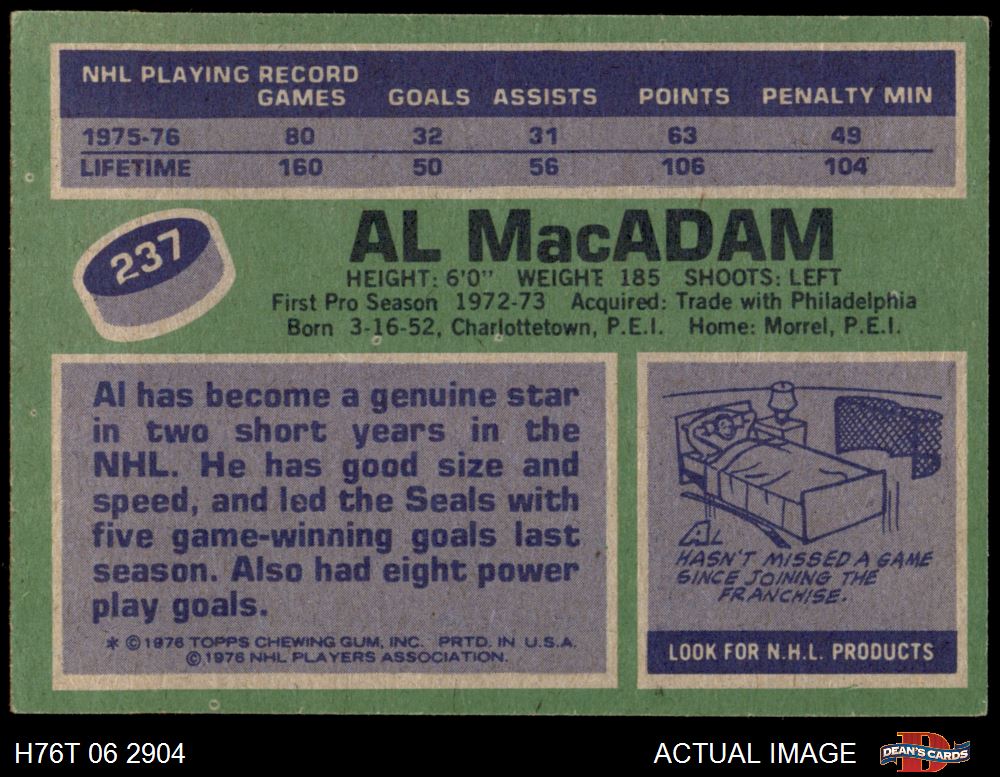 NHL PLAYING RECORD
GAMES GOALS ASSISTS POINTS PENALTY MIN
1975-76 80 32 31 63 49
LIFETIME 160 50 56 106 104
237
AL MacADAM
HEIGHT: 6'0" WEIGHT 185 SHOOTS: LEFT
First Pro Season 1972-73 Acquired: Trade with Philadelphia
Born 3-16-52, Charlottetown, P.E.I. Home: Morrel, P.E.I.
Al has become a genuine star
in two short years in the
NHL. He has good size and
speed, and led the Seals with
five game-winning goals last
season. Also had eight power
play goals.
* © 1976 TOPPS CHEWING GUM, INC. PRTD. IN U.S.A.
© 1976 NHL PLAYERS ASSOCIATION.
AL
HASN'T MISSED A GAME
SINCE JOINING THE
FRANCHISE.
LOOK FOR N.H.L. PRODUCTS
H76T 06 2904
ACTUAL IMAGE
DEAN'S CARDS